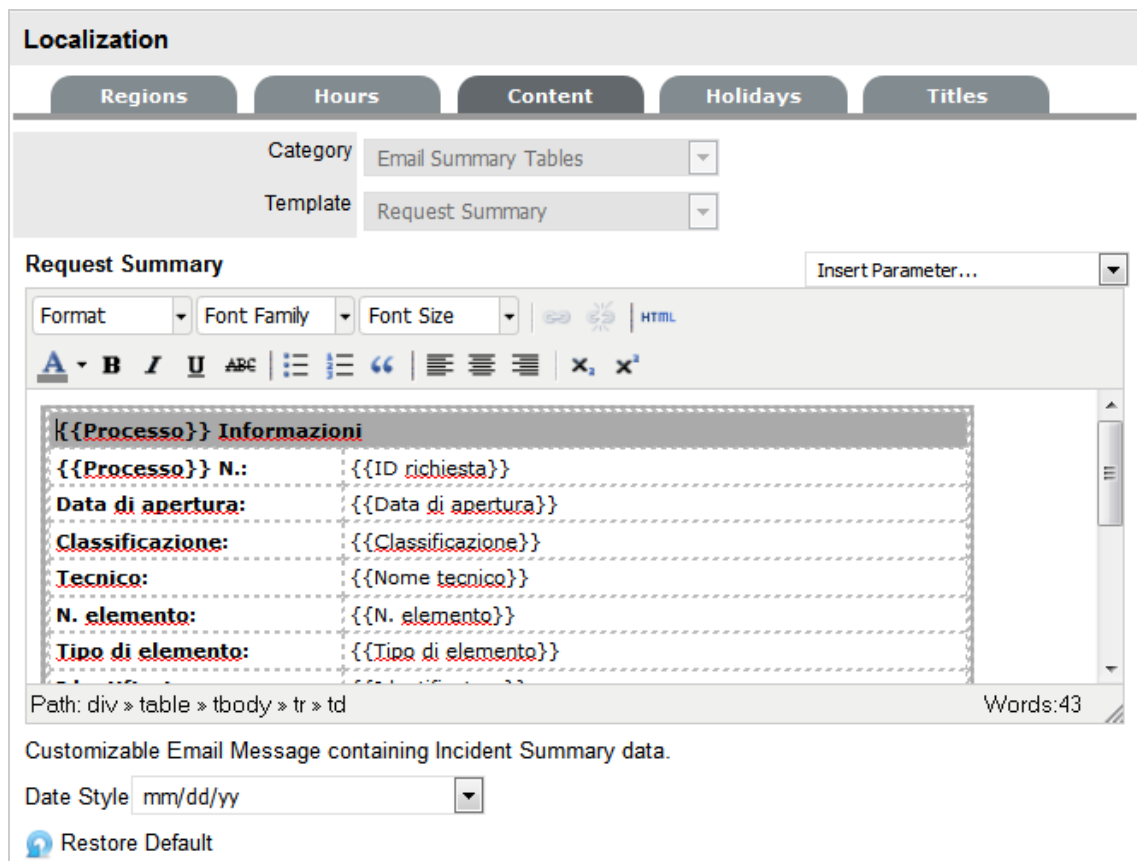 Localization
Regions Hours Content Holidays Titles
Category Email Summary Tables
Template Request Summary
Request Summary Insert Parameter...
Format Font Family Font Size HTML
A B I U ABC “ x₂ x²
{{Processo}} Informazioni
{{Processo}} N.: {{ID richiesta}}
Data di apertura: {{Data di apertura}}
Classificazione: {{Classificazione}}
Tecnico: {{Nome tecnico}}
N. elemento: {{N. elemento}}
Tipo di elemento: {{Tipo di elemento}}
Path: div » table » tbody » tr » td Words:43
Customizable Email Message containing Incident Summary data.
Date Style mm/dd/yy
Restore Default